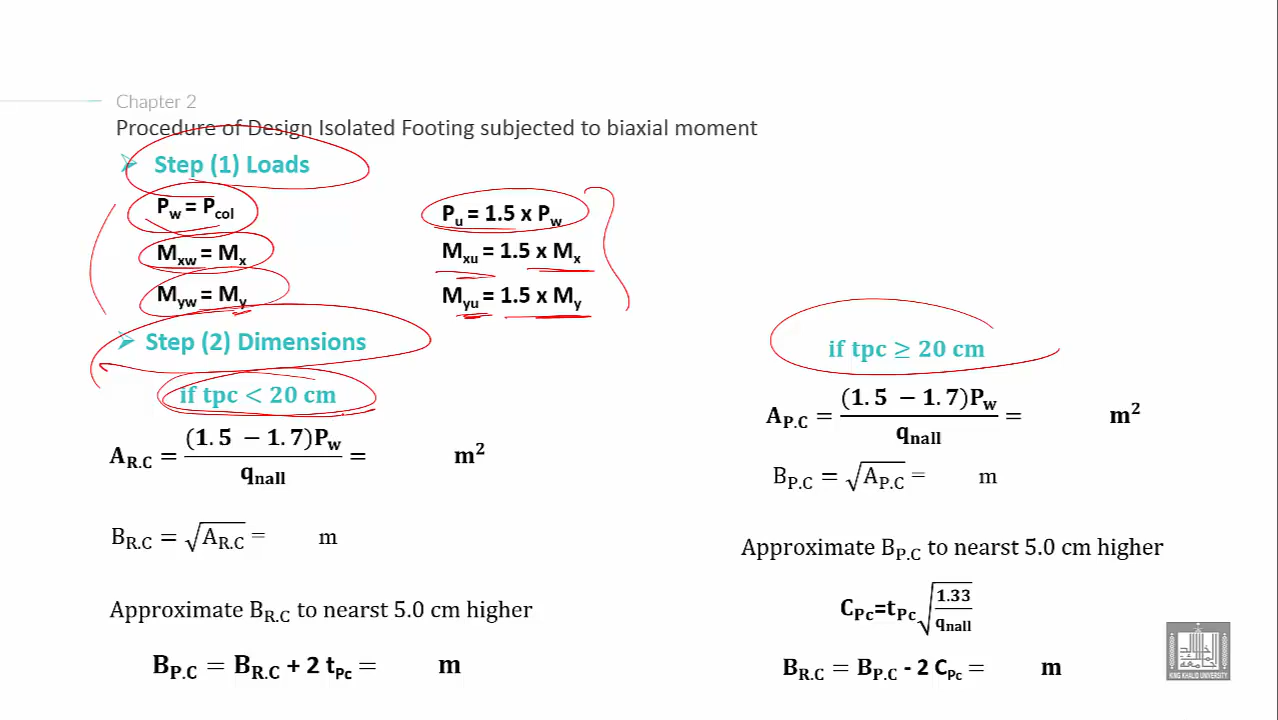 Chapter 2
Procedure of Design Isolated Footing subjected to biaxial moment
➢ Step (1) Loads
P_w = P_col
P_u = 1.5 x P_w
M_xw = M_x
M_xu = 1.5 x M_x
M_yw = M_y
M_yu = 1.5 x M_y
➢ Step (2) Dimensions
if tpc < 20 cm
A_R.C = (1.5 − 1.7)P_w / q_nall = m²
B_R.C = √A_R.C = m
Approximate B_R.C to nearst 5.0 cm higher
B_P.C = B_R.C + 2 t_Pc = m
if tpc ≥ 20 cm
A_P.C = (1.5 − 1.7)P_w / q_nall = m²
B_P.C = √A_P.C = m
Approximate B_P.C to nearst 5.0 cm higher
C_Pc=t_Pc√(1.33 / q_nall)
B_R.C = B_P.C - 2 C_Pc = m
KING KHALID UNIVERSITY